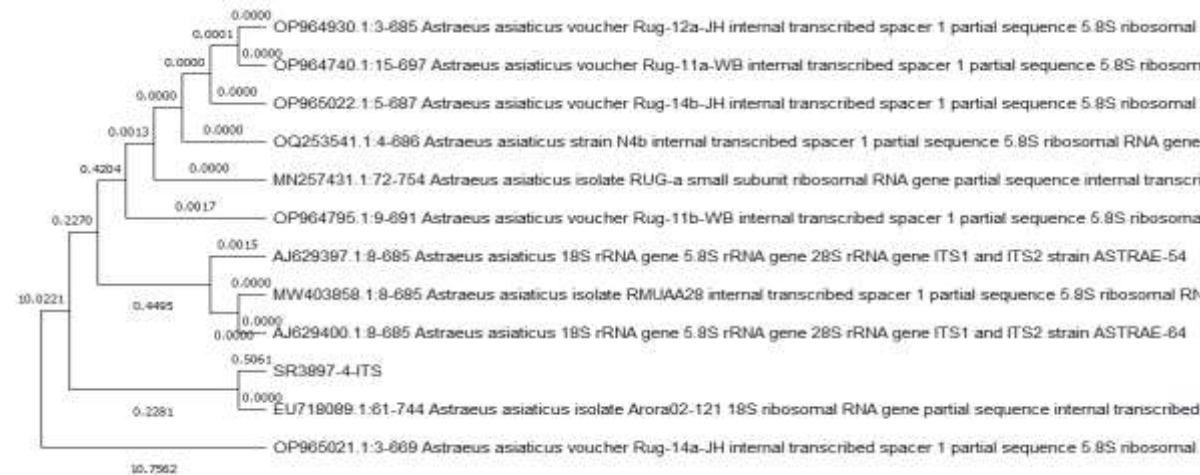 0.0000
OP964930.1:3-685 Astraeus asiaticus voucher Rug-12a-JH internal transcribed spacer 1 partial sequence 5.8S ribosomal
0.0001
0.0000
OP964740.1:15-697 Astraeus asiaticus voucher Rug-11a-WB internal transcribed spacer 1 partial sequence 5.8S ribosom
0.0000
0.0000
OP965022.1:5-687 Astraeus asiaticus voucher Rug-14b-JH internal transcribed spacer 1 partial sequence 5.8S ribosomal
0.0000
0.0000
OQ253541.1:4-686 Astraeus asiaticus strain N4b internal transcribed spacer 1 partial sequence 5.8S ribosomal RNA gene
0.0013
0.0000
MN257431.1:72-754 Astraeus asiaticus isolate RUG-a small subunit ribosomal RNA gene partial sequence internal transcri
0.4204
0.0017
OP964795.1:9-691 Astraeus asiaticus voucher Rug-11b-WB internal transcribed spacer 1 partial sequence 5.8S ribosoma
0.2270
0.0015
AJ629397.1:8-685 Astraeus asiaticus 18S rRNA gene 5.8S rRNA gene 28S rRNA gene ITS1 and ITS2 strain ASTRAE-54
0.0000
MW403858.1:8-685 Astraeus asiaticus isolate RMUAA28 internal transcribed spacer 1 partial sequence 5.8S ribosomal RN
10.0221
0.4495
0.0000
AJ629400.1:8-685 Astraeus asiaticus 18S rRNA gene 5.8S rRNA gene 28S rRNA gene ITS1 and ITS2 strain ASTRAE-64
0.0000
0.5061
SR3897-4-ITS
0.0000
EU718089.1:61-744 Astraeus asiaticus isolate Arora02-121 18S ribosomal RNA gene partial sequence internal transcribed
0.2281
OP965021.1:3-669 Astraeus asiaticus voucher Rug-14a-JH internal transcribed spacer 1 partial sequence 5.8S ribosomal
10.7562